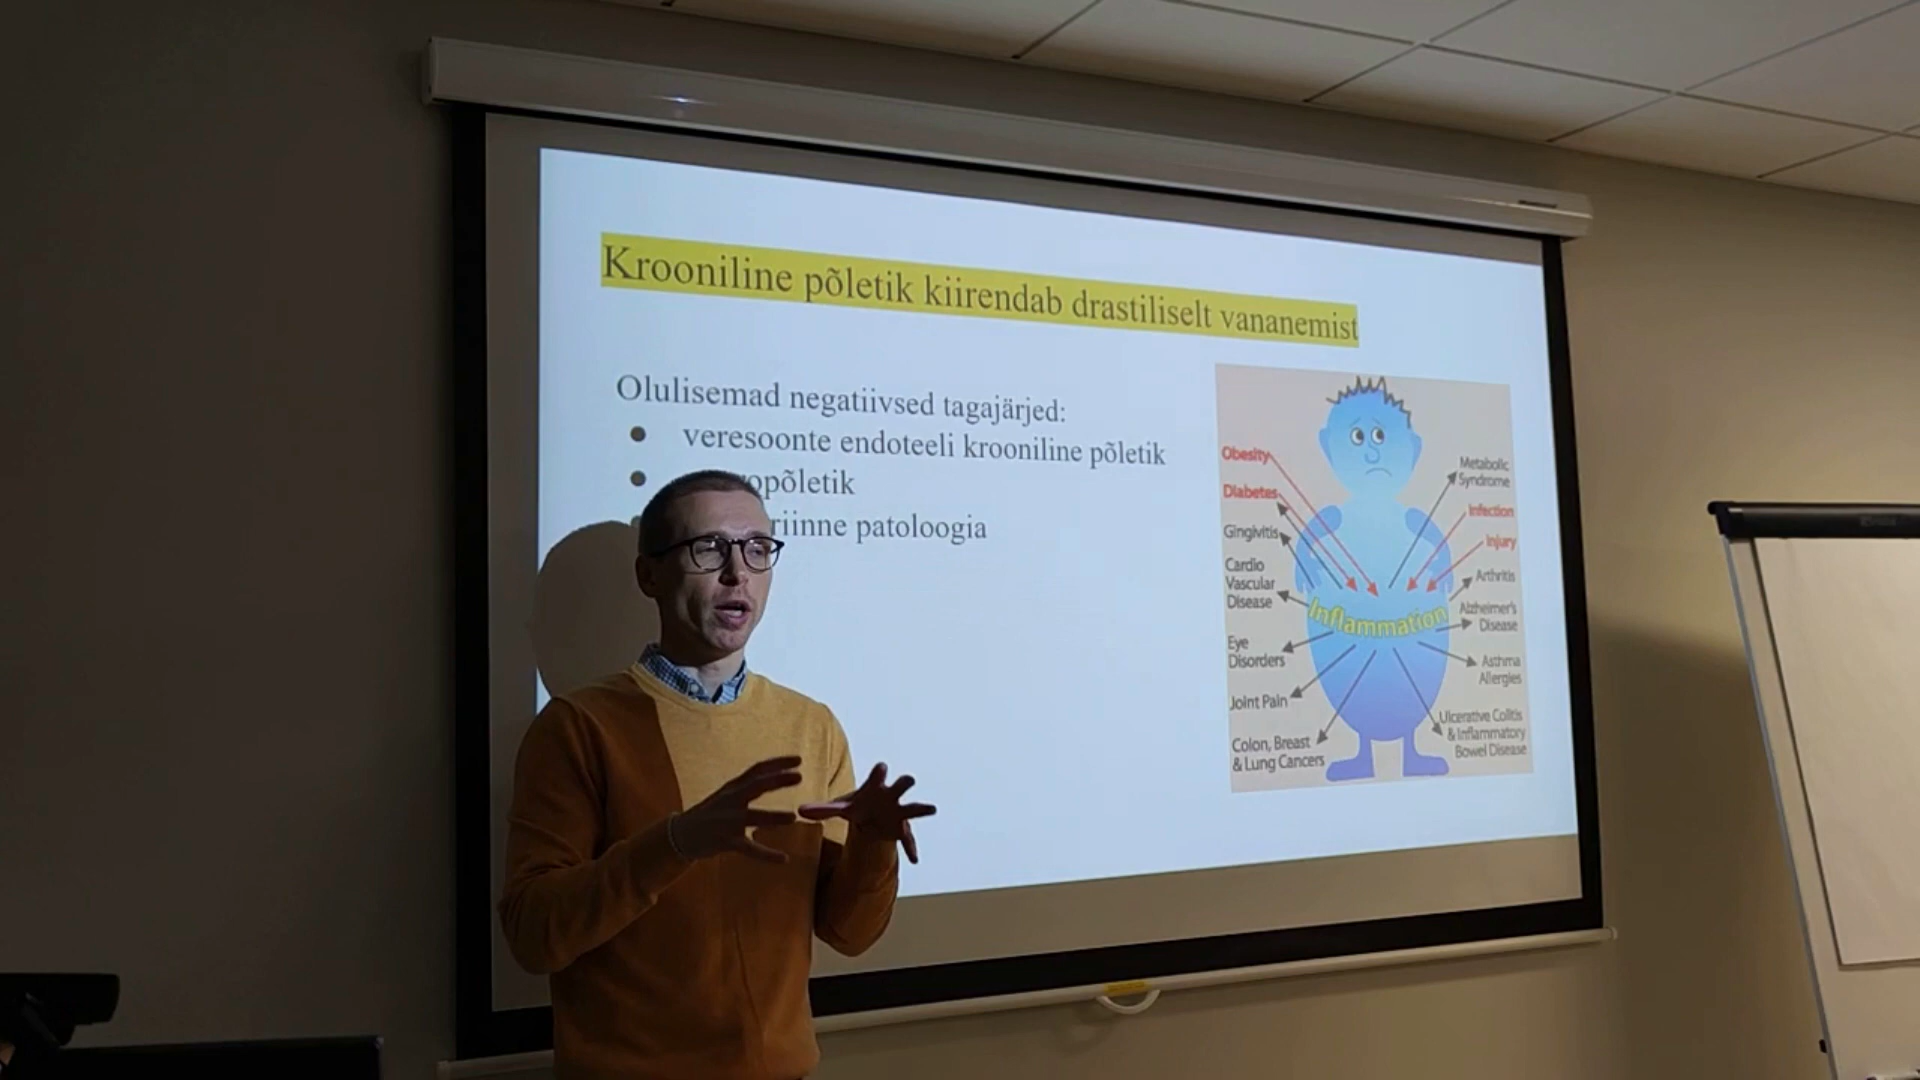 Krooniline põletik kiirendab drastiliselt vananemist
Olulisemad negatiivsed tagajärjed:
● veresoonte endoteeli krooniline põletik
● opõletik
riinne patoloogia
Obesity
Diabetes
Gingivitis
Cardio
Vascular
Disease
Eye
Disorders
Joint Pain
Colon, Breast
& Lung Cancers
Inflammation
Metabolic
Syndrome
Infection
Injury
Arthritis
Alzheimer's
Disease
Asthma
Allergies
Ulcerative Colitis
& Inflammatory
Bowel Disease